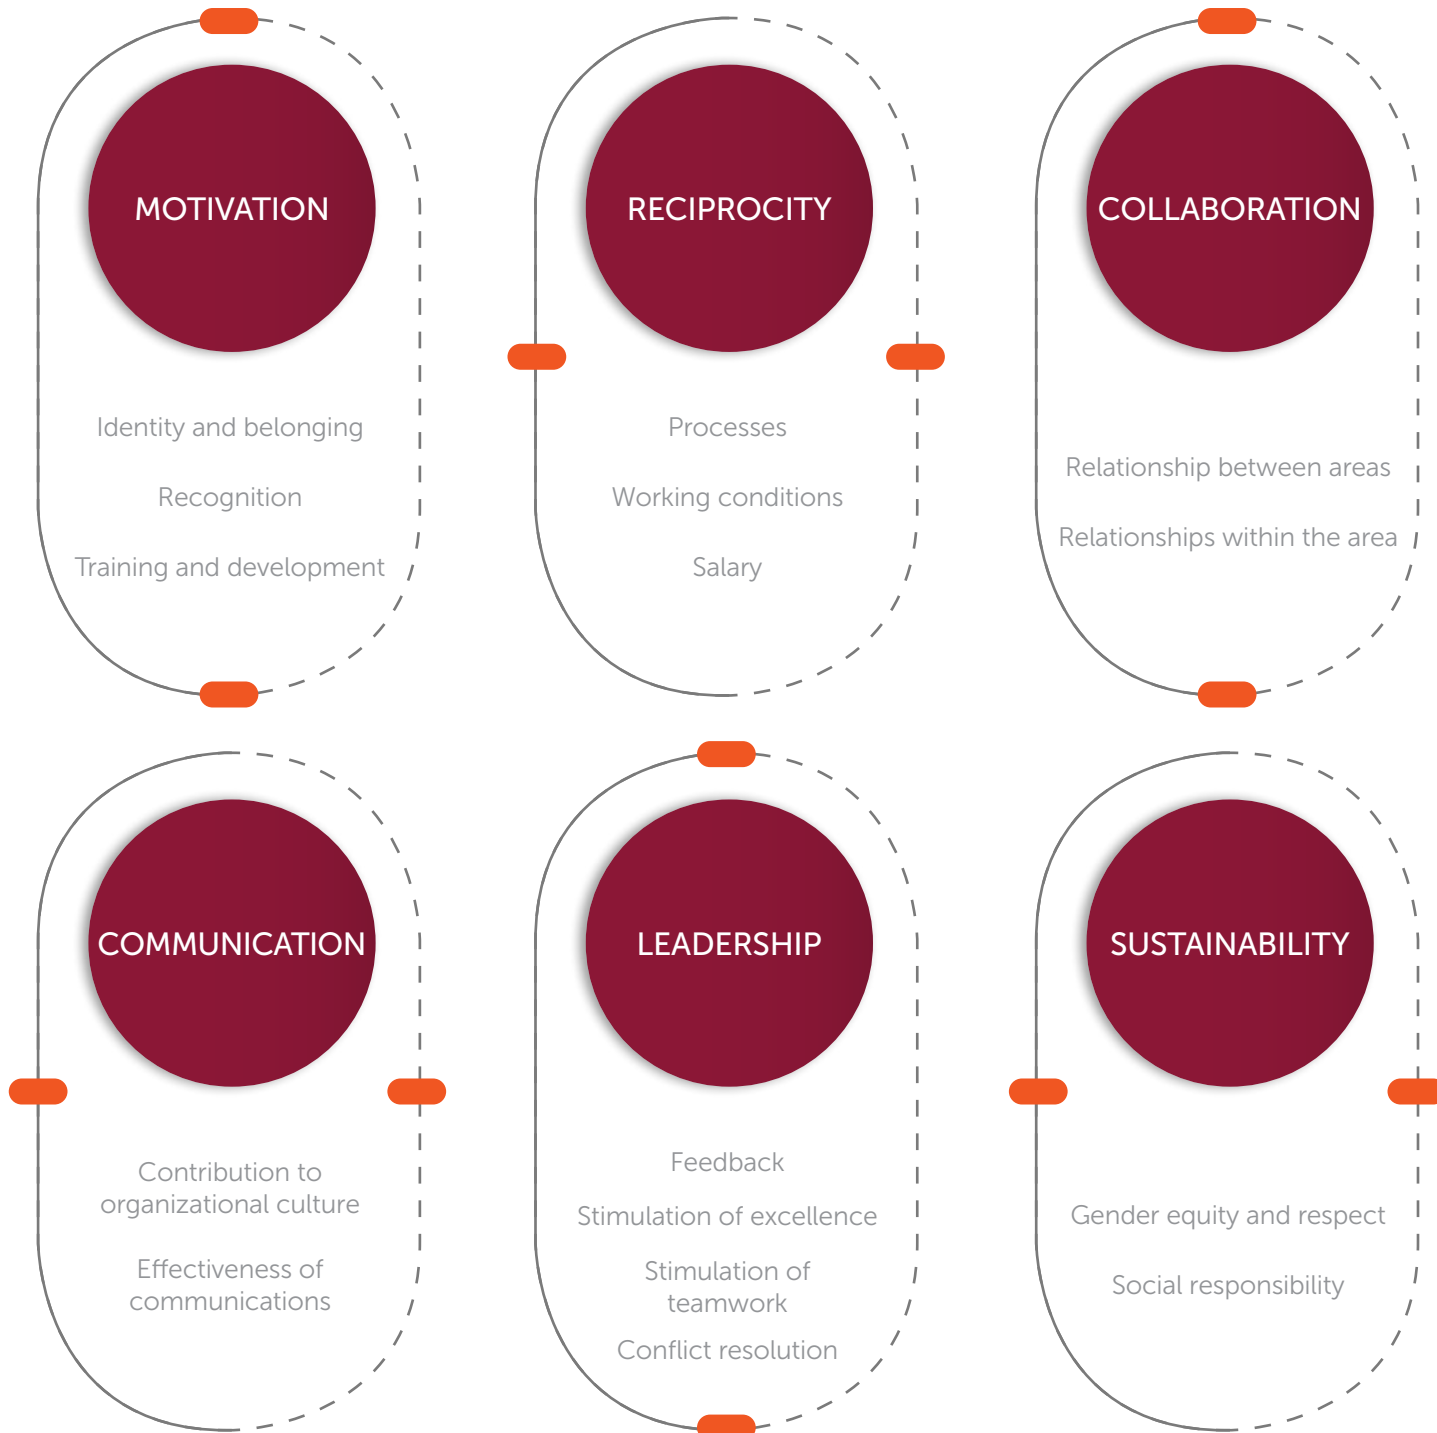 MOTIVATION
Identity and belonging
Recognition
Training and development
RECIPROCITY
Processes
Working conditions
Salary
COLLABORATION
Relationship between areas
Relationships within the area
COMMUNICATION
Contribution to
organizational culture
Effectiveness of
communications
LEADERSHIP
Feedback
Stimulation of excellence
Stimulation of
teamwork
Conflict resolution
SUSTAINABILITY
Gender equity and respect
Social responsibility